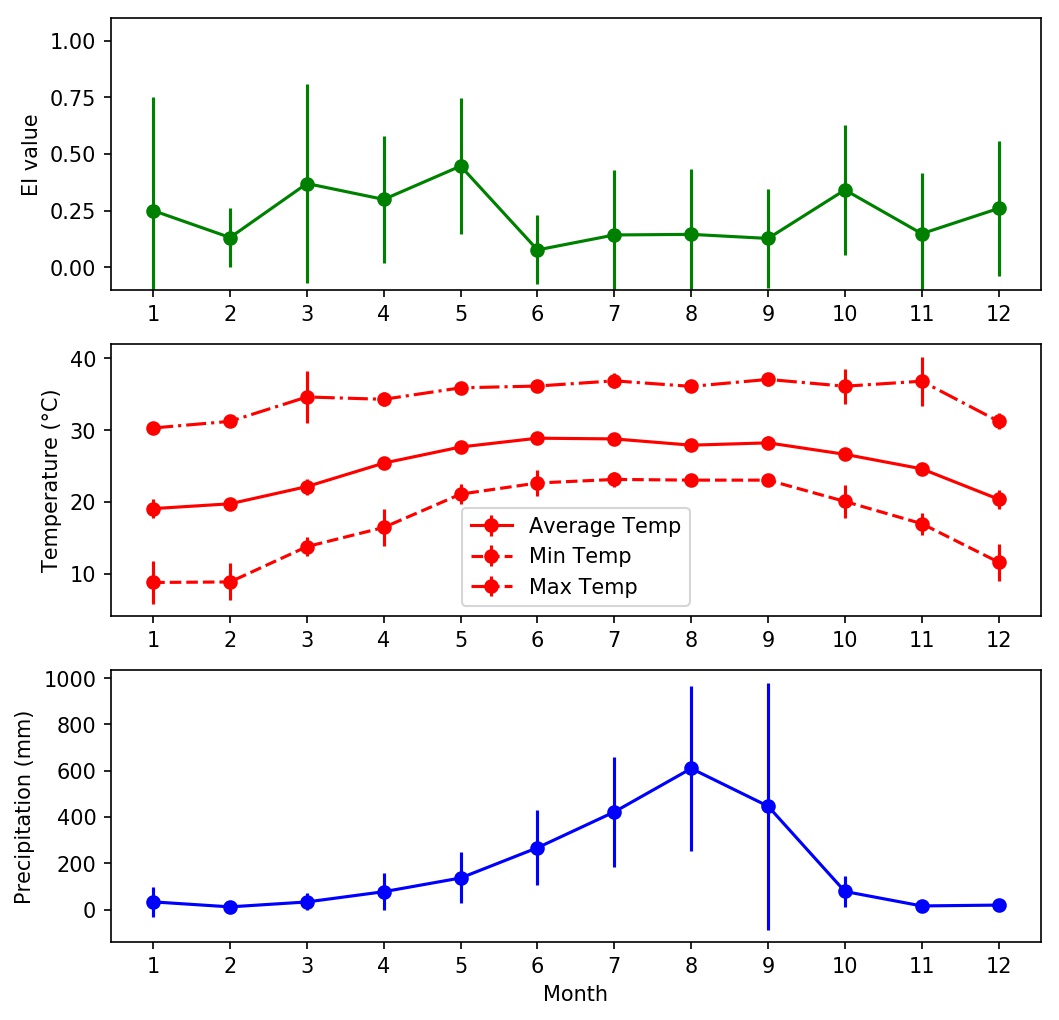 1.00
0.75
0.50
0.25
0.00
EI value
1 2 3 4 5 6 7 8 9 10 11 12
40
30
20
10
Temperature (°C)
Average Temp
Min Temp
Max Temp
1 2 3 4 5 6 7 8 9 10 11 12
1000
800
600
400
200
0
Precipitation (mm)
1 2 3 4 5 6 7 8 9 10 11 12
Month